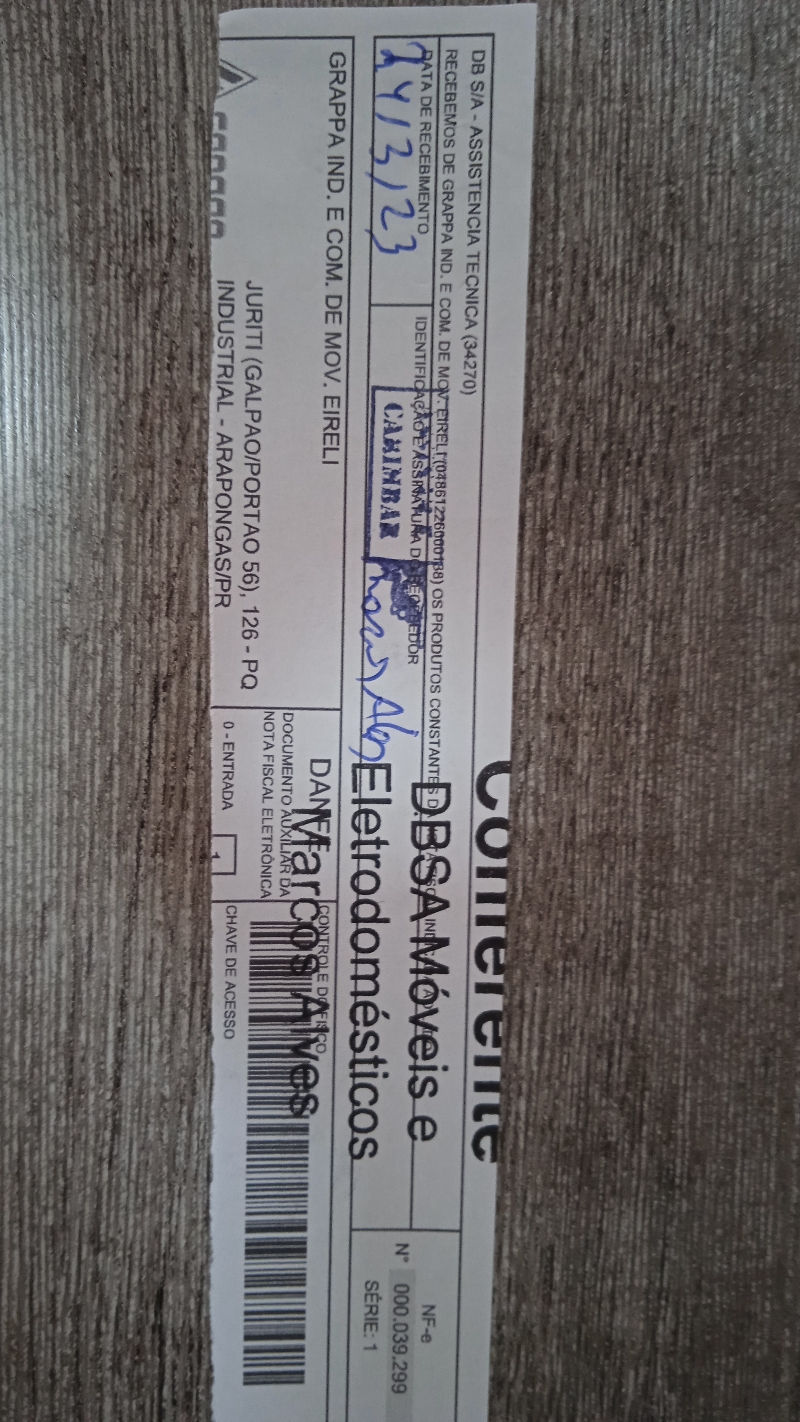 Conferente
DB S/A - ASSISTENCIA TECNICA (34270)
RECEBEMOS DE GRAPPA IND. E COM. DE MOV. EIRELI (04861226000138) OS PRODUTOS CONSTANTES
DATA DE RECEBIMENTO
24/3/23
IDENTIFICAÇÃO E ASSINATURA DO RECEBEDOR
CARIMBAR
DBSA Móveis e
Eletrodomésticos
Marcos Alves
NF-e
N° 000.039.299
SÉRIE: 1
GRAPPA IND. E COM. DE MOV. EIRELI
JURITI (GALPAO/PORTAO 56), 126 - PQ
INDUSTRIAL - ARAPONGAS/PR
DANFE
DOCUMENTO AUXILIAR DA
NOTA FISCAL ELETRÔNICA
0 - ENTRADA
1
CONTROLE DO FISCO
CHAVE DE ACESSO